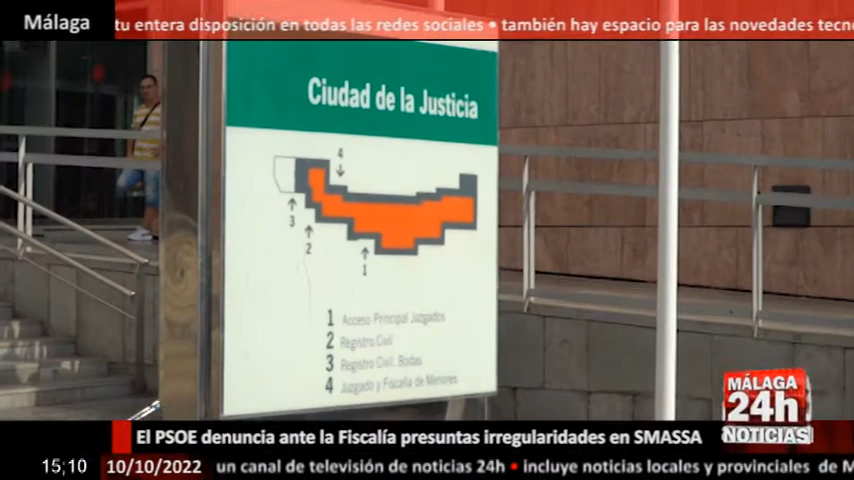 Málaga
tu entera disposición en todas las redes sociales • también hay espacio para las novedades tecno
Ciudad de la Justicia
4
3
2
1
1 Acceso Principal Juzgados
2 Registro Civil
3 Registro Civil. Bodas
4 Juzgado y Fiscalía de Menores
MÁLAGA
24h
NOTICIAS
El PSOE denuncia ante la Fiscalía presuntas irregularidades en SMASSA
15:10 10/10/2022 un canal de televisión de noticias 24h • incluye noticias locales y provinciales de M